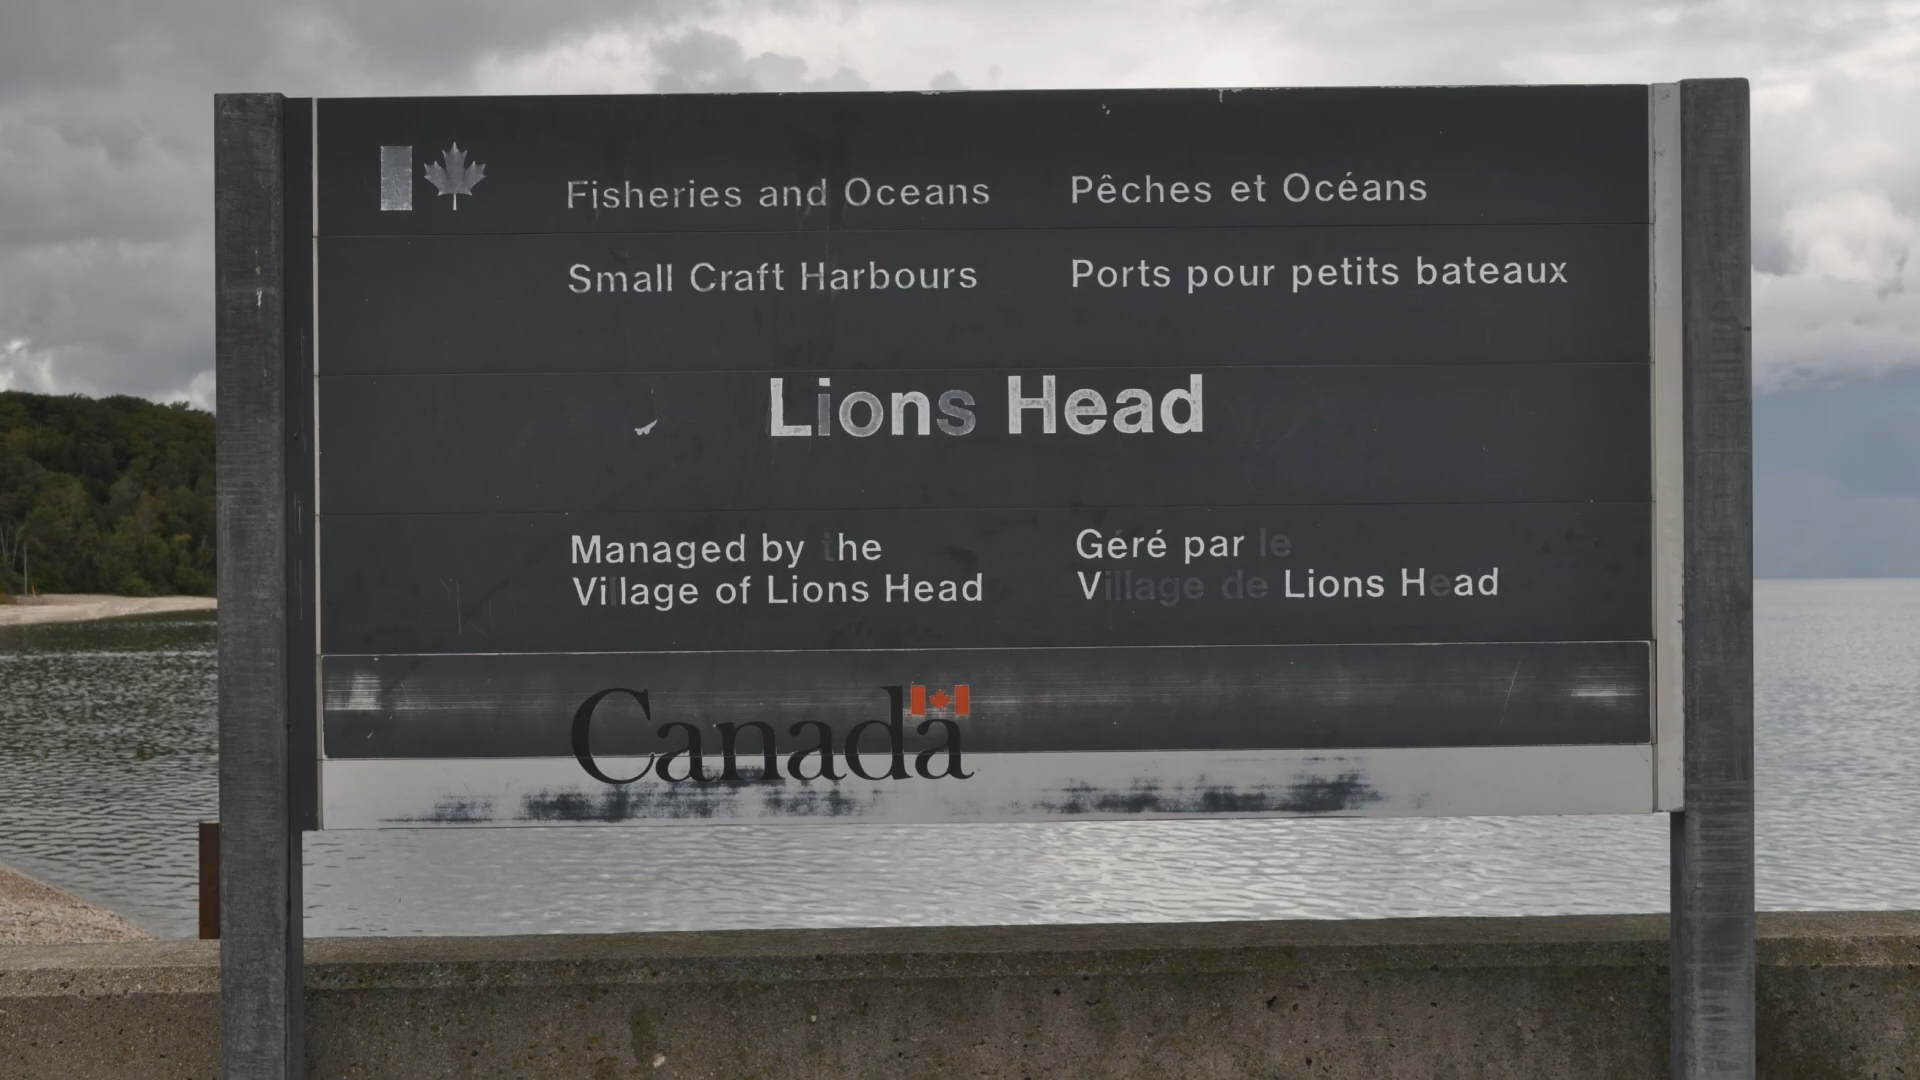 Fisheries and Oceans
Pêches et Océans
Small Craft Harbours
Ports pour petits bateaux
Lions Head
Managed by the
Village of Lions Head
Géré par le
Village de Lions Head
Canada